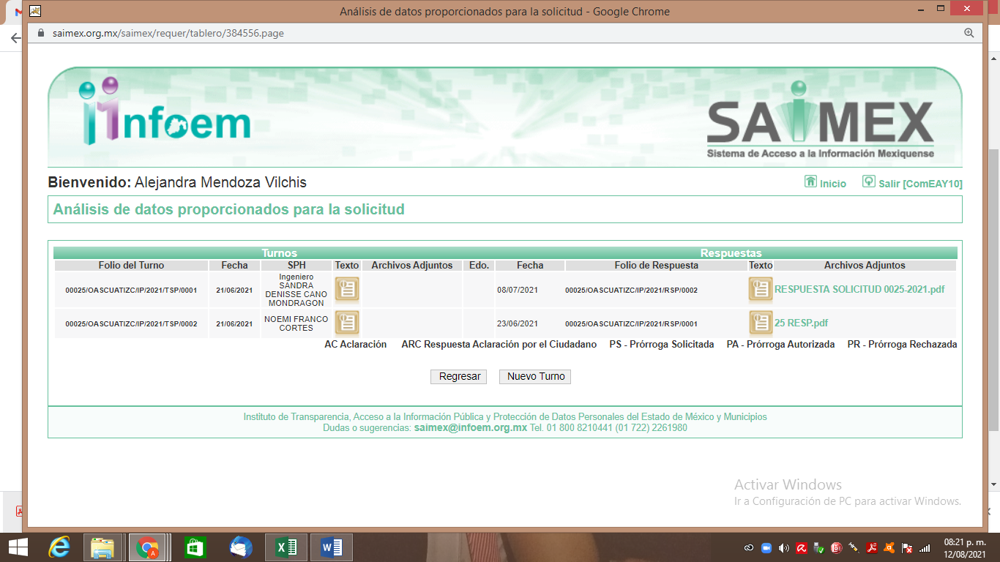 Análisis de datos proporcionados para la solicitud - Google Chrome
saimex.org.mx/saimex/requer/tablero/384556.page
infoem
SAIMEX
Sistema de Acceso a la Información Mexiquense
Bienvenido: Alejandra Mendoza Vilchis
Inicio Salir [ComEAY10]
Análisis de datos proporcionados para la solicitud
Turnos Respuestas
Folio del Turno Fecha SPH Texto Archivos Adjuntos Edo. Fecha Folio de Respuesta Texto Archivos Adjuntos
00025/OASCUATIZC/IP/2021/TSP/0001 21/06/2021 Ingeniero SANDRA DENISSE CANO MONDRAGON 08/07/2021 00025/OASCUATIZC/IP/2021/RSP/0002 RESPUESTA SOLICITUD 0025-2021.pdf
00025/OASCUATIZC/IP/2021/TSP/0002 21/06/2021 NOEMI FRANCO CORTES 23/06/2021 00025/OASCUATIZC/IP/2021/RSP/0001 25 RESP.pdf
AC Aclaración ARC Respuesta Aclaración por el Ciudadano PS - Prórroga Solicitada PA - Prórroga Autorizada PR - Prórroga Rechazada
Regresar Nuevo Turno
Instituto de Transparencia, Acceso a la Información Pública y Protección de Datos Personales del Estado de México y Municipios
Dudas o sugerencias: saimex@infoem.org.mx Tel. 01 800 8210441 (01 722) 2261980
Activar Windows
Ir a Configuración de PC para activar Windows.
08:21 p. m.
12/08/2021